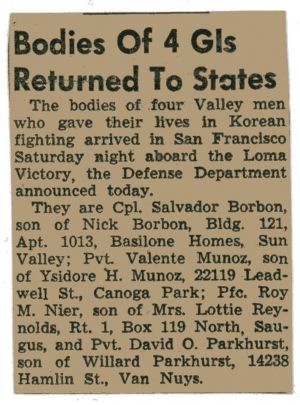 Bodies Of 4 GIs
Returned To States
The bodies of four Valley men
who gave their lives in Korean
fighting arrived in San Francisco
Saturday night aboard the Loma
Victory, the Defense Department
announced today.
They are Cpl. Salvador Borbon,
son of Nick Borbon, Bldg. 121,
Apt. 1013, Basilone Homes, Sun
Valley; Pvt. Valente Munoz, son
of Ysidore H. Munoz, 22119 Lead-
well St., Canoga Park; Pfc. Roy
M. Nier, son of Mrs. Lottie Rey-
nolds, Rt. 1, Box 119 North, Sau-
gus, and Pvt. David O. Parkhurst,
son of Willard Parkhurst, 14238
Hamlin St., Van Nuys.